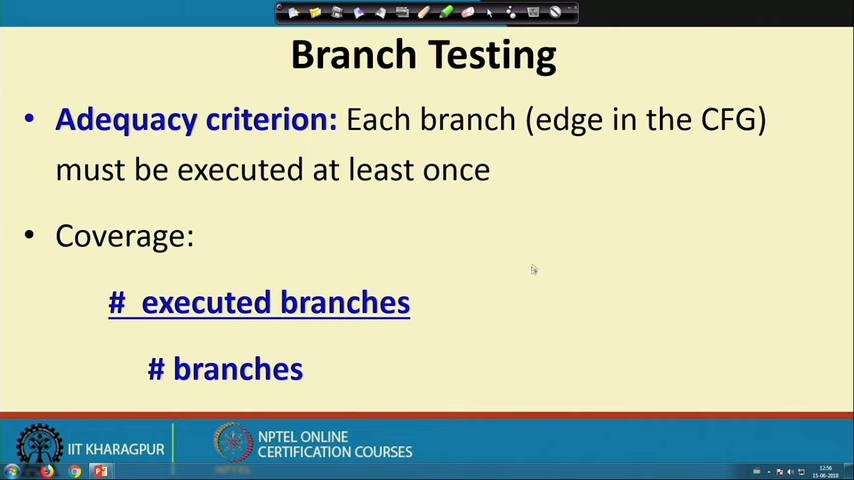 Branch Testing
• Adequacy criterion: Each branch (edge in the CFG)
must be executed at least once
• Coverage:
# executed branches
# branches
IIT KHARAGPUR
NPTEL ONLINE
CERTIFICATION COURSES
NPTEL
12:56
15-06-2018